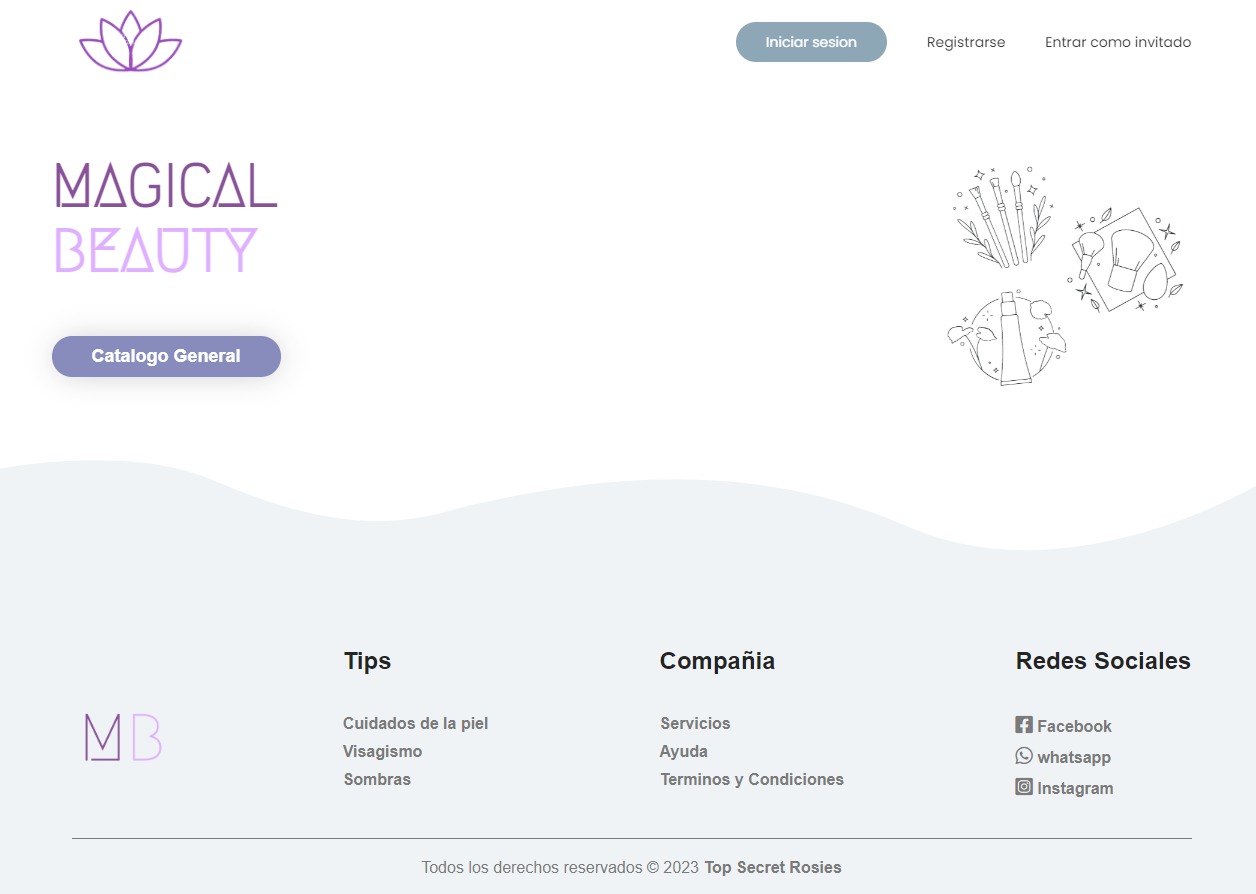 Iniciar sesion Registrarse Entrar como invitado
MAGICAL
BEAUTY
Catalogo General
MB
Tips
Cuidados de la piel
Visagismo
Sombras
Compañia
Servicios
Ayuda
Terminos y Condiciones
Redes Sociales
Facebook
whatsapp
Instagram
Todos los derechos reservados © 2023 Top Secret Rosies